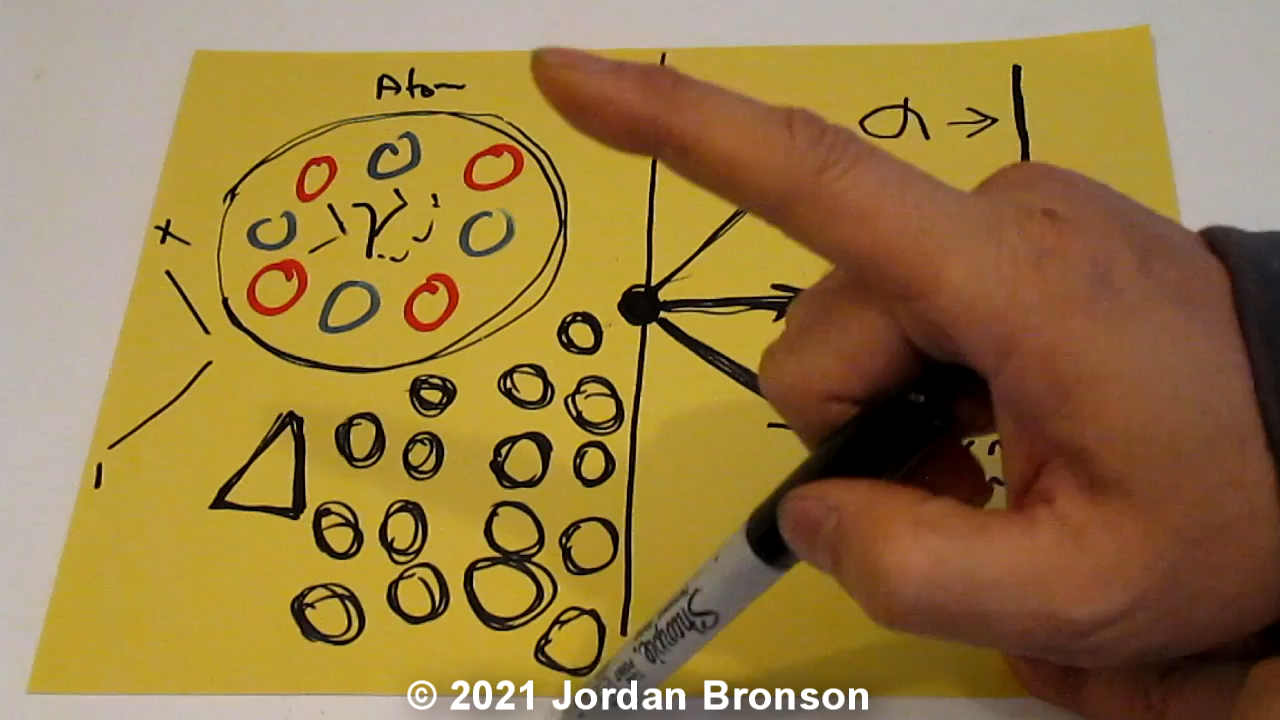 Atom
γ
σ →
x
Sharpie.
© 2021 Jordan Bronson